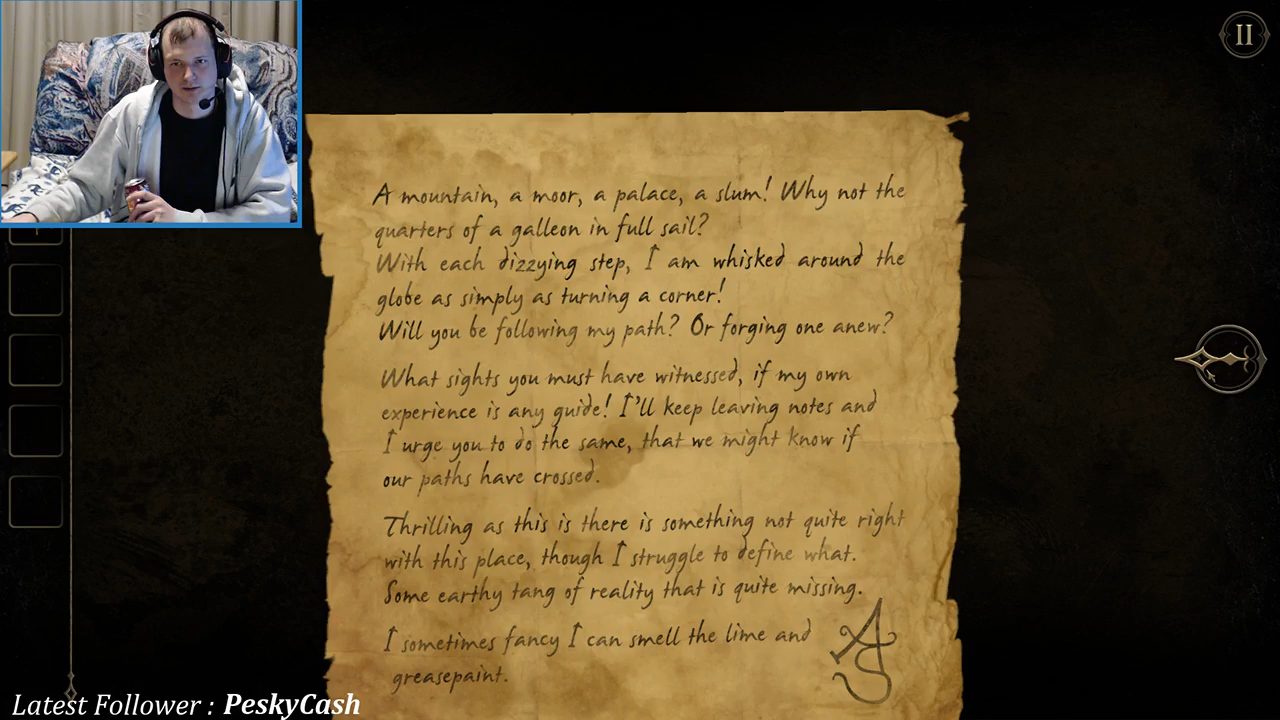 II
A mountain, a moor, a palace, a slum! Why not the
quarters of a galleon in full sail?
With each dizzying step, I am whisked around the
globe as simply as turning a corner!
Will you be following my path? Or forging one anew?
What sights you must have witnessed, if my own
experience is any guide! I'll keep leaving notes and
I urge you to do the same, that we might know if
our paths have crossed.
Thrilling as this is there is something not quite right
with this place, though I struggle to define what.
Some earthy tang of reality that is quite missing.
I sometimes fancy I can smell the lime and
greasepaint.
AS
Latest Follower : PeskyCash